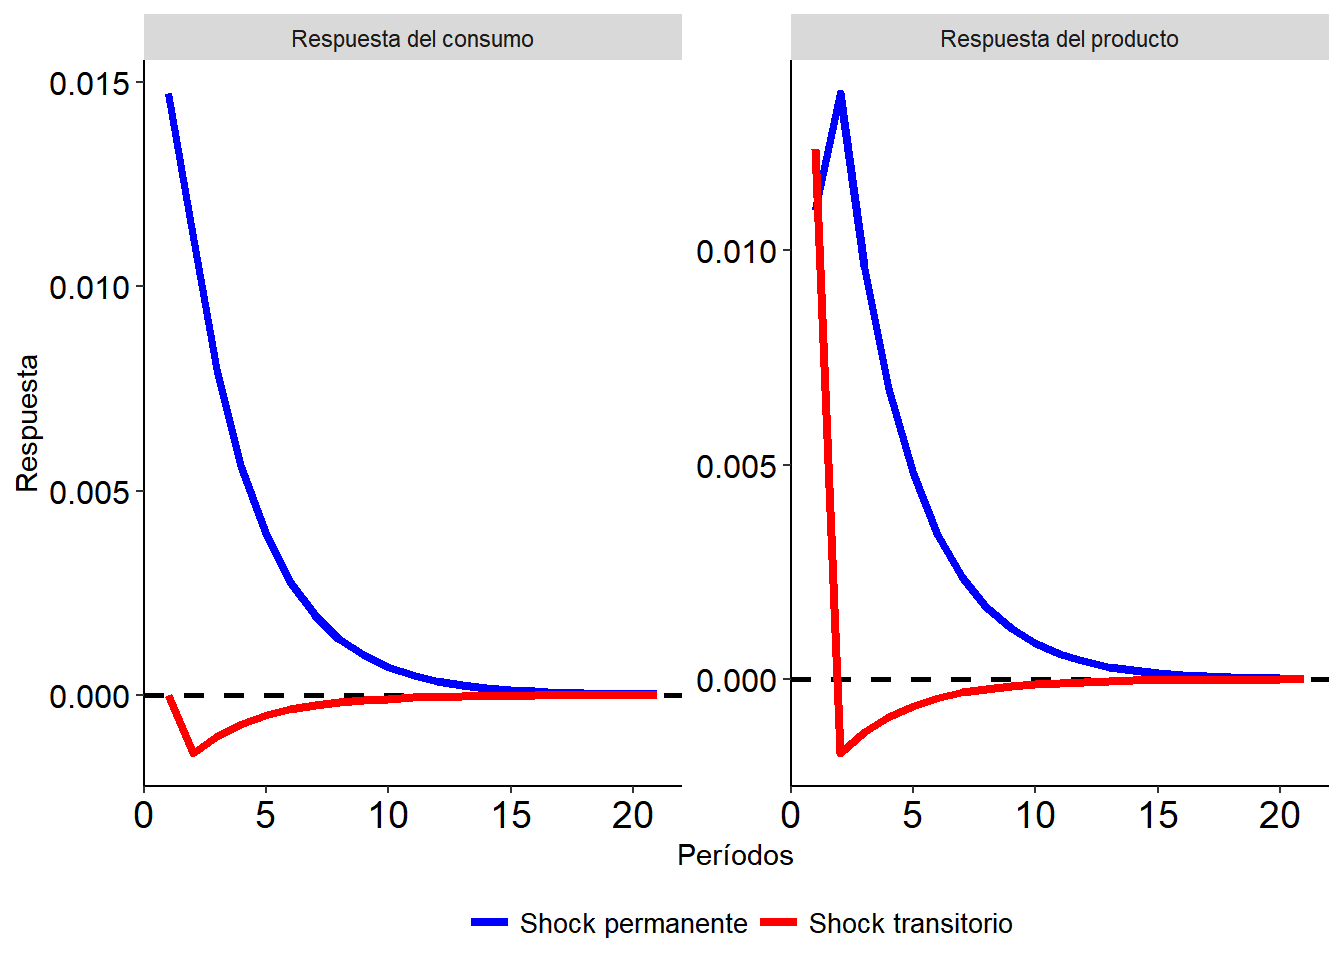 Respuesta del consumo
Respuesta del producto
Respuesta
0.015
0.010
0.005
0.000
0.010
0.005
0.000
0 5 10 15 20
0 5 10 15 20
Períodos
Shock permanente Shock transitorio